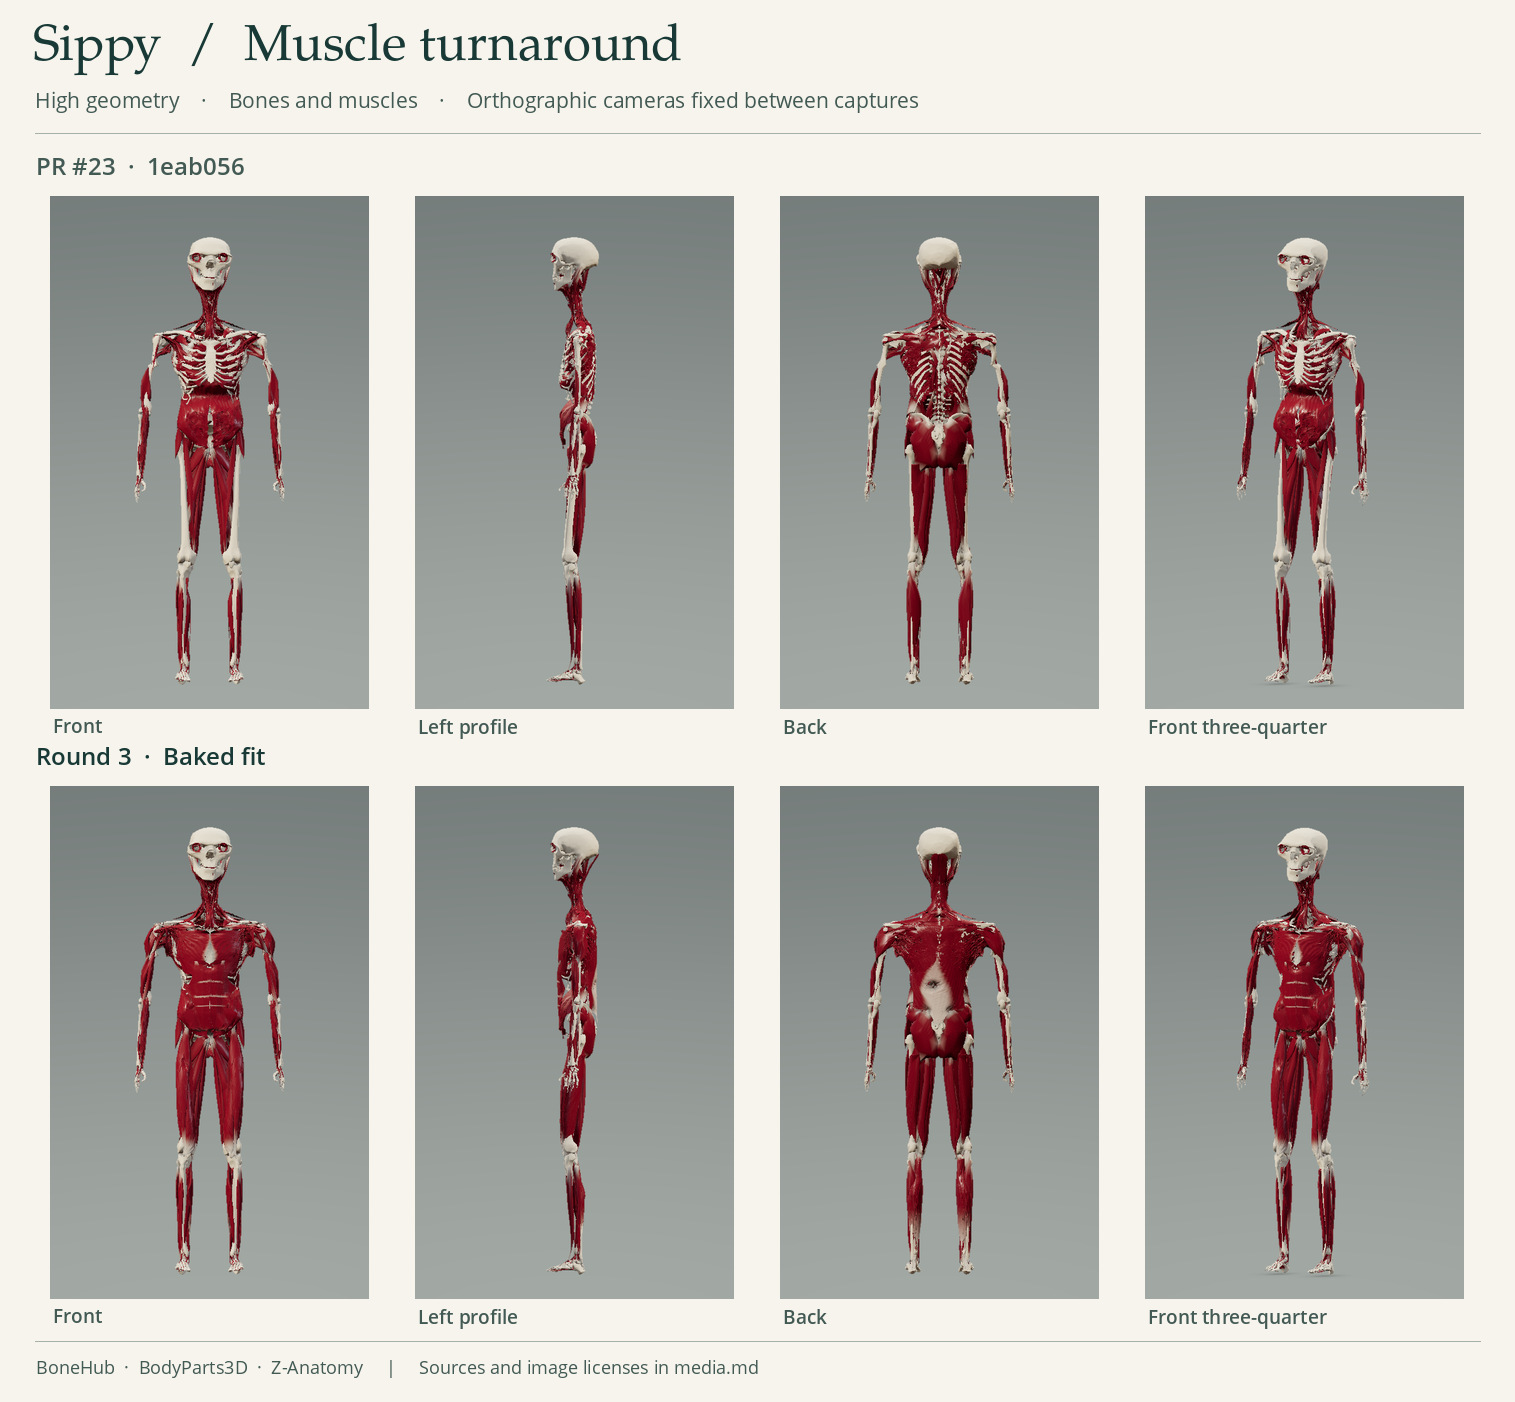 Sippy / Muscle turnaround
High geometry · Bones and muscles · Orthographic cameras fixed between captures
PR #23 · 1eab056
Front
Left profile
Back
Front three-quarter
Round 3 · Baked fit
Front
Left profile
Back
Front three-quarter
BoneHub · BodyParts3D · Z-Anatomy | Sources and image licenses in media.md